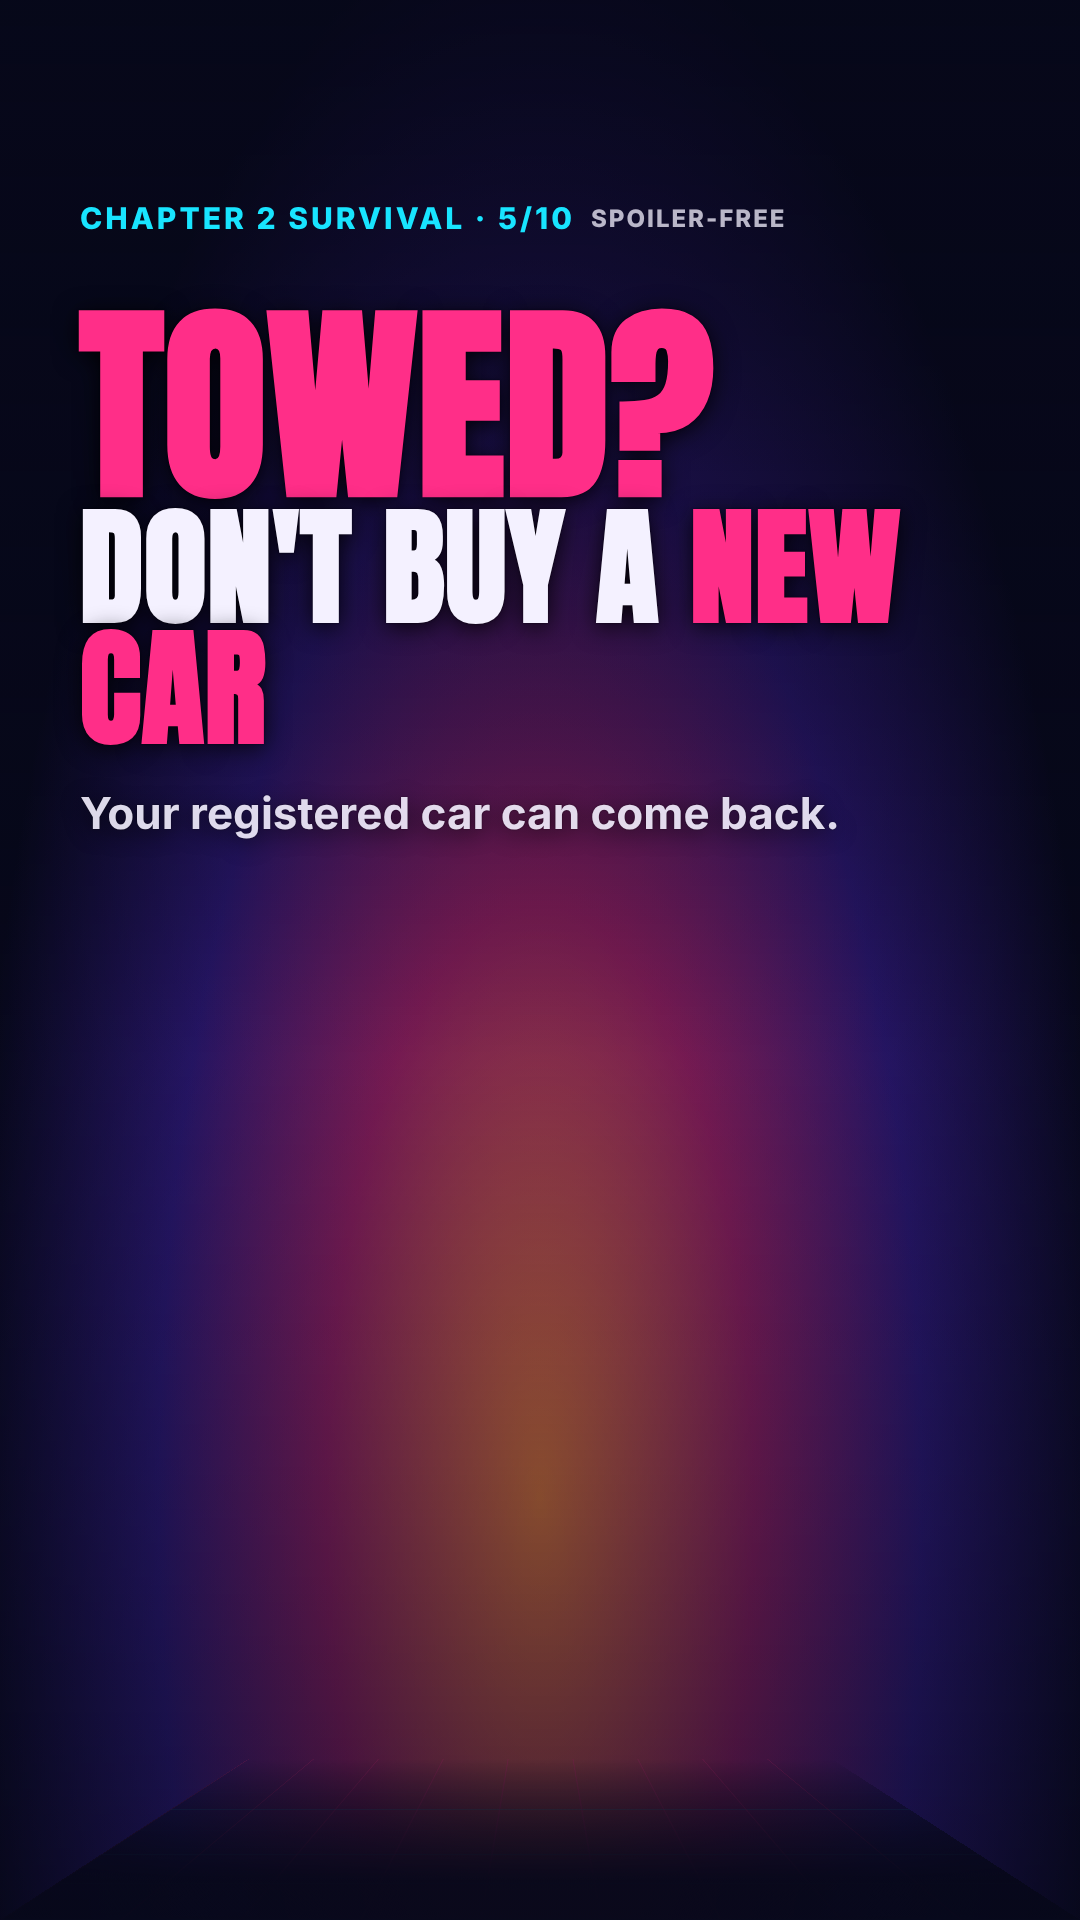 CHAPTER 2 SURVIVAL · 5/10 SPOILER-FREE
TOWED?
DON'T BUY A NEW
CAR
Your registered car can come back.